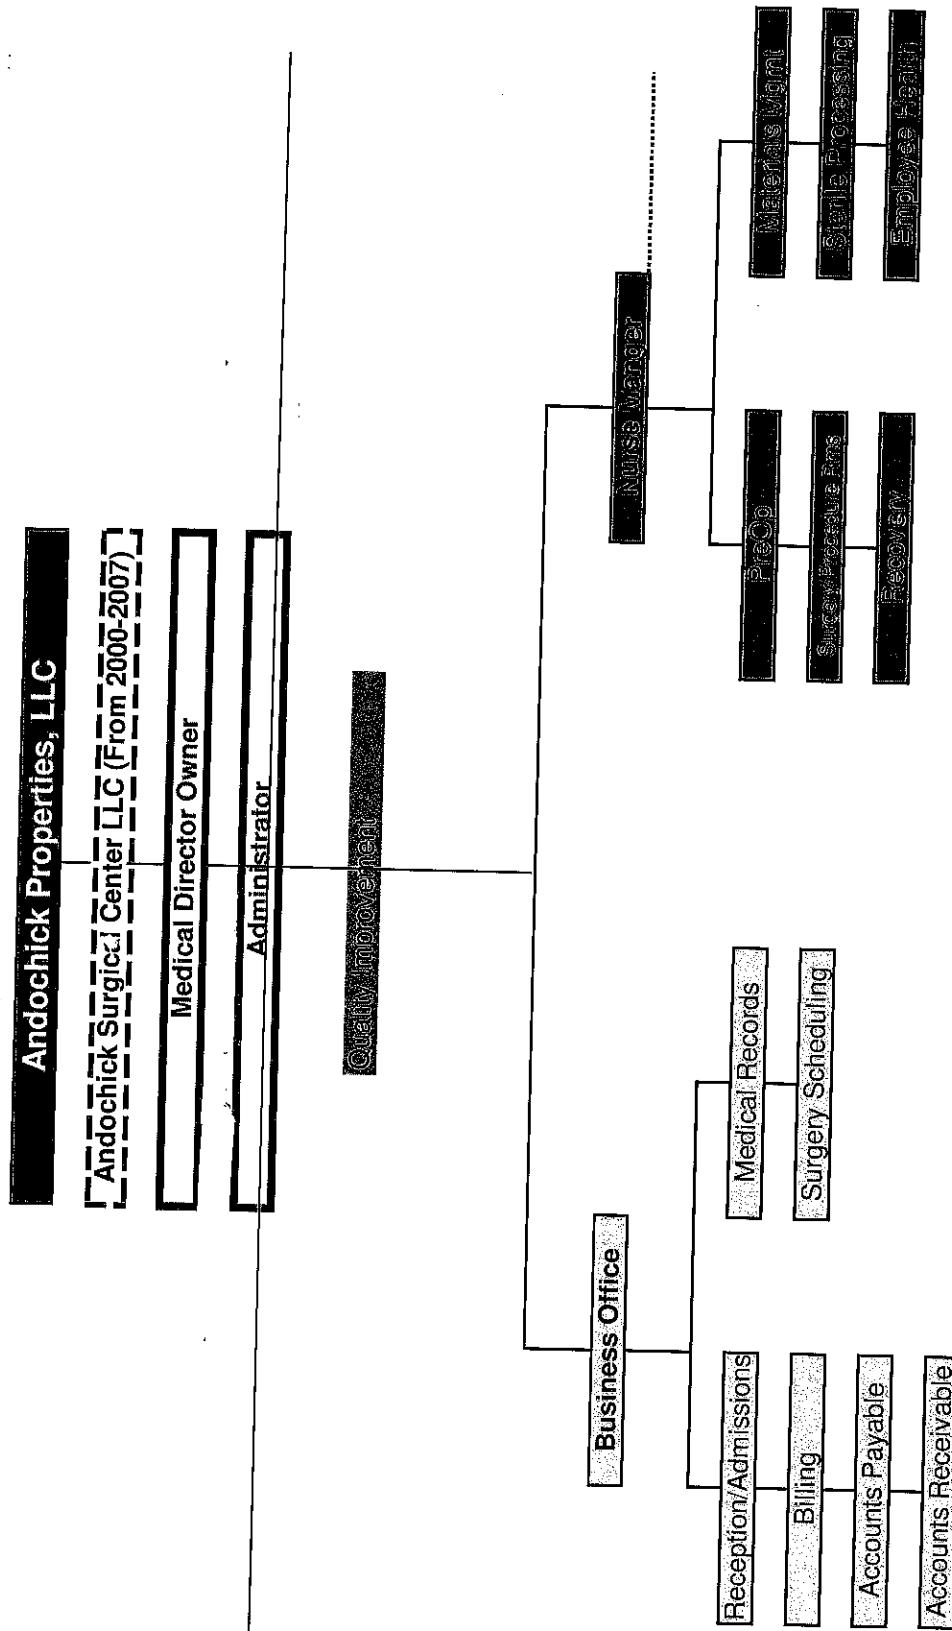 Andochick Properties, LLC
Andochick Surgical Center LLC (From 2000-2007)
Medical Director Owner
Administrator
Quality Improvement
Business Office
Nurse Manger
Reception/Admissions
Billing
Accounts Payable
Accounts Receivable
Medical Records
Surgery Scheduling
PreOp
Surgery/Procedure Rms
Recovery
Materials Mgmt
Sterile Processing
Employee Health